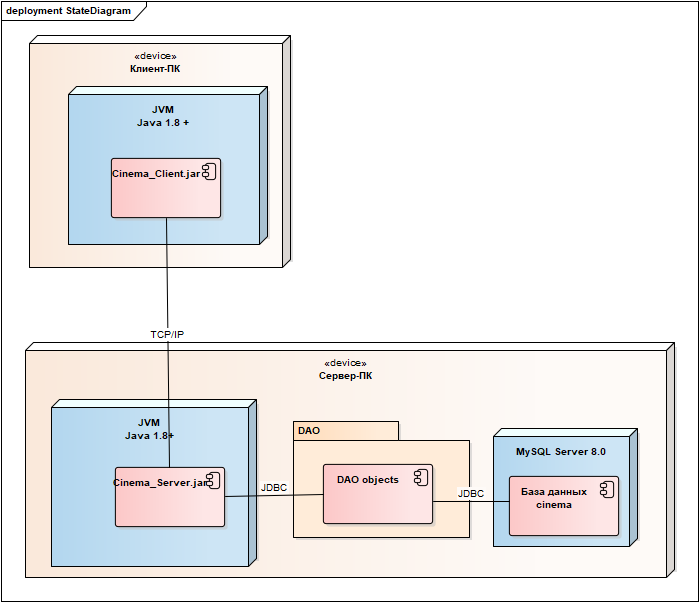 deployment StateDiagram
«device»
Клиент-ПК
JVM
Java 1.8 +
Cinema_Client.jar
TCP/IP
«device»
Сервер-ПК
JVM
Java 1.8+
Cinema_Server.jar
JDBC
DAO
DAO objects
JDBC
MySQL Server 8.0
База данных
cinema